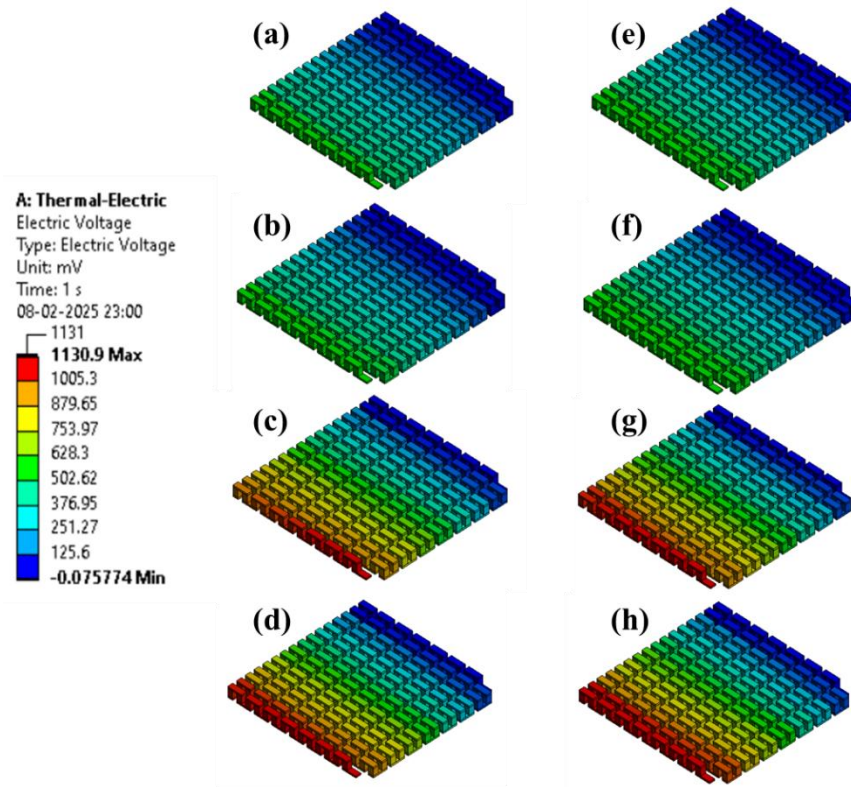 (a)
(e)
A: Thermal-Electric
Electric Voltage
Type: Electric Voltage
Unit: mV
Time: 1 s
08-02-2025 23:00
1131
1130.9 Max
1005.3
879.65
753.97
628.3
502.62
376.95
251.27
125.6
-0.075774 Min
(b)
(f)
(c)
(g)
(d)
(h)